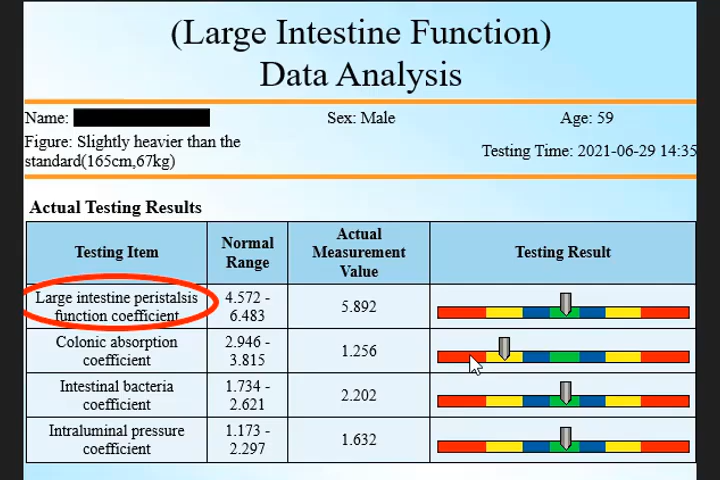 (Large Intestine Function)
Data Analysis
Name:
Sex: Male
Age: 59
Figure: Slightly heavier than the
standard(165cm,67kg)
Testing Time: 2021-06-29 14:35
Actual Testing Results
Testing Item
Normal
Range
Actual
Measurement
Value
Testing Result
Large intestine peristalsis
function coefficient
4.572 -
6.483
5.892
Colonic absorption
coefficient
2.946 -
3.815
1.256
Intestinal bacteria
coefficient
1.734 -
2.621
2.202
Intraluminal pressure
coefficient
1.173 -
2.297
1.632